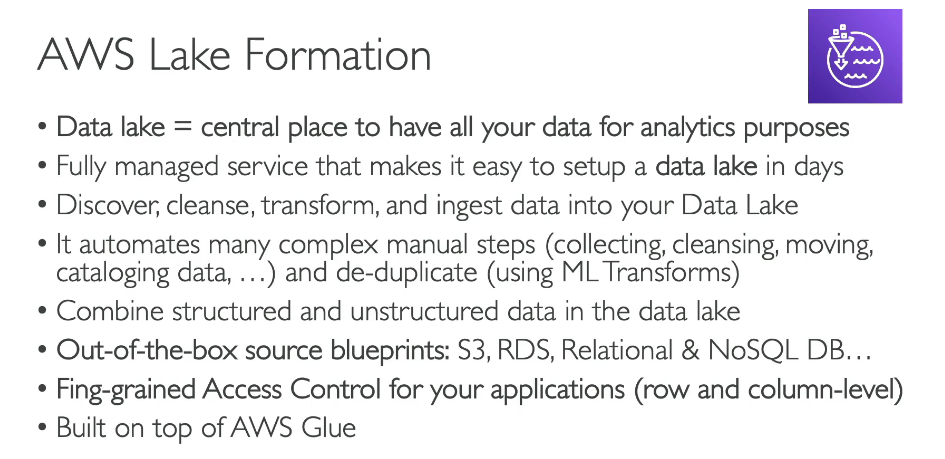 AWS Lake Formation
• Data lake = central place to have all your data for analytics purposes
• Fully managed service that makes it easy to setup a data lake in days
• Discover, cleanse, transform, and ingest data into your Data Lake
• It automates many complex manual steps (collecting, cleansing, moving,
cataloging data, …) and de-duplicate (using ML Transforms)
• Combine structured and unstructured data in the data lake
• Out-of-the-box source blueprints: S3, RDS, Relational & NoSQL DB…
• Fing-grained Access Control for your applications (row and column-level)
• Built on top of AWS Glue